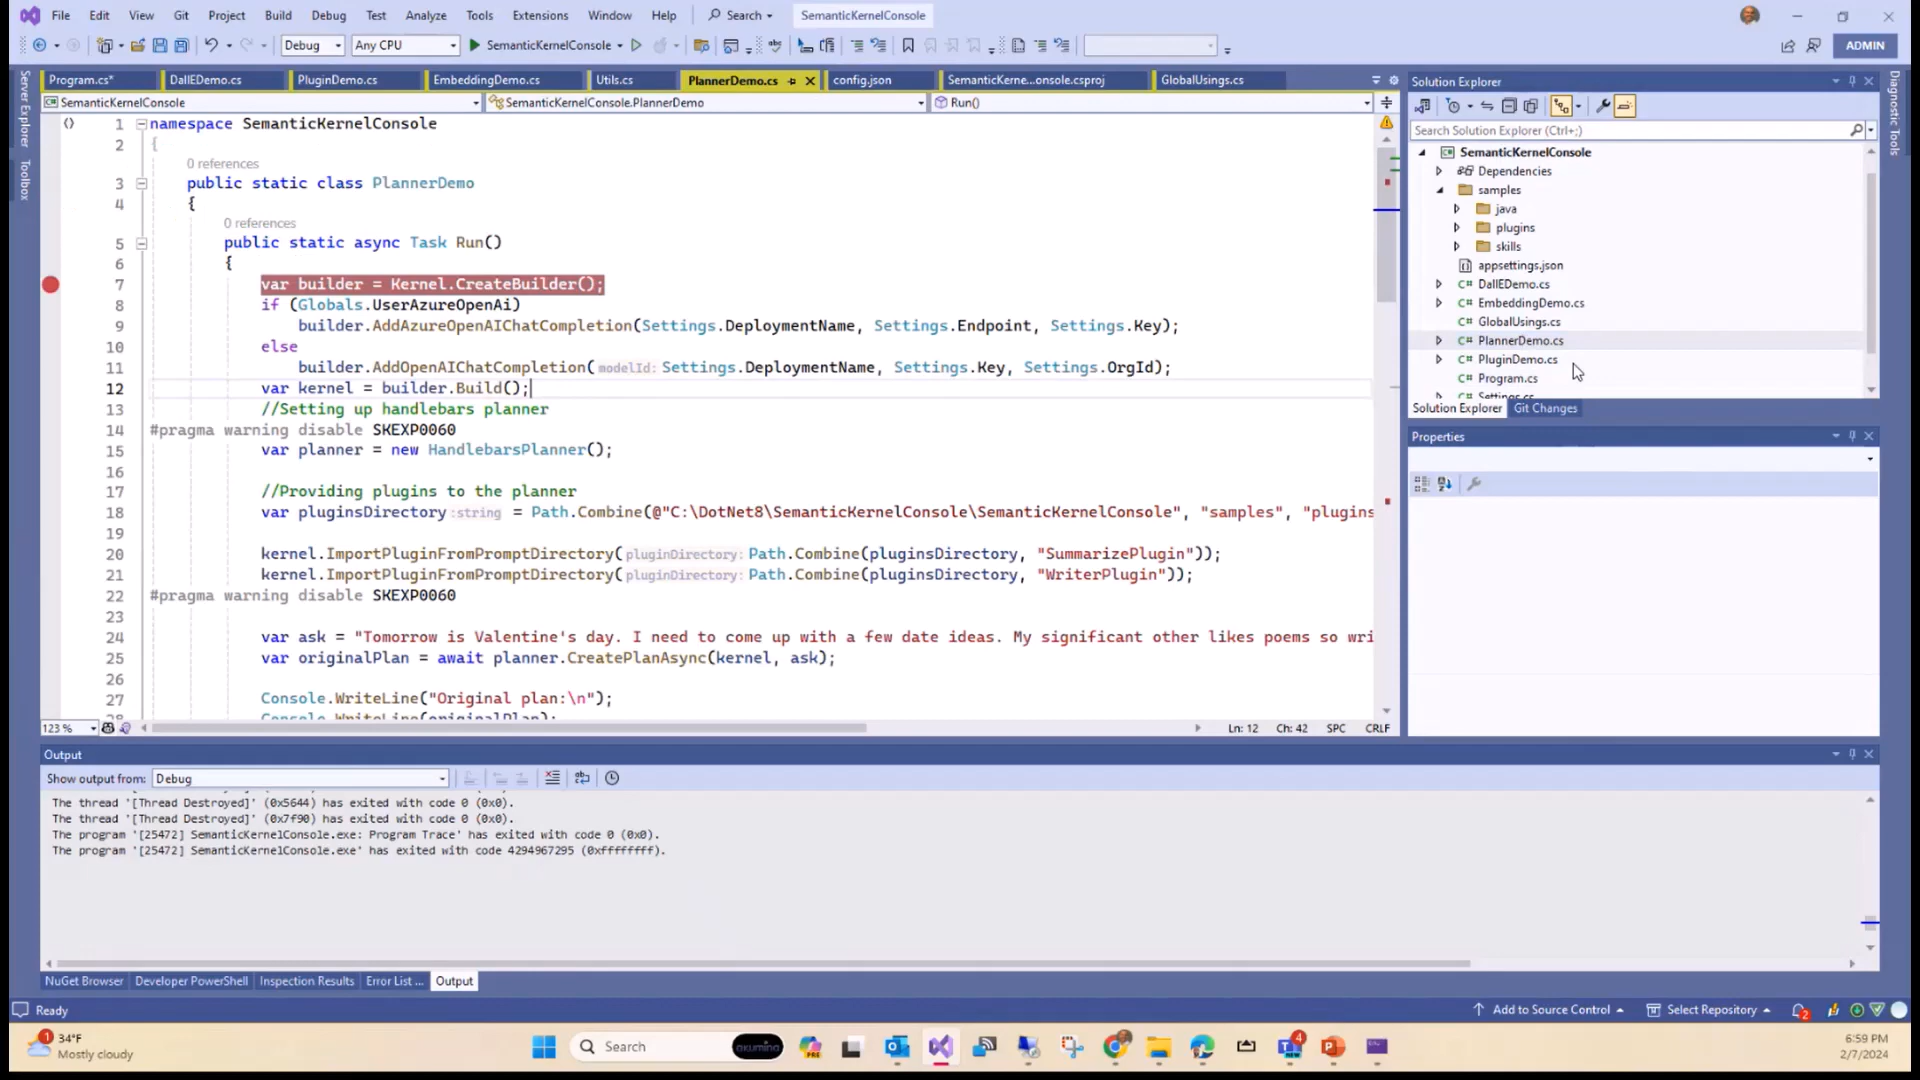 File Edit View Git Project Build Debug Test Analyze Tools Extensions Window Help Search SemanticKernelConsole
Debug Any CPU SemanticKernelConsole ADMIN
Program.cs* DallEDemo.cs PluginDemo.cs EmbeddingDemo.cs Utils.cs PlannerDemo.cs config.json SemanticKerne...onsole.csproj GlobalUsings.cs
SemanticKernelConsole SemanticKernelConsole.PlannerDemo Run()
Server Explorer
Toolbox
1 namespace SemanticKernelConsole
2 {
0 references
3 public static class PlannerDemo
4 {
0 references
5 public static async Task Run()
6 {
7 var builder = Kernel.CreateBuilder();
8 if (Globals.UserAzureOpenAi)
9 builder.AddAzureOpenAIChatCompletion(Settings.DeploymentName, Settings.Endpoint, Settings.Key);
10 else
11 builder.AddOpenAIChatCompletion(modelId: Settings.DeploymentName, Settings.Key, Settings.OrgId);
12 var kernel = builder.Build();
13 //Setting up handlebars planner
14 #pragma warning disable SKEXP0060
15 var planner = new HandlebarsPlanner();
16
17 //Providing plugins to the planner
18 var pluginsDirectory :string = Path.Combine(@"C:\DotNet8\SemanticKernelConsole\SemanticKernelConsole", "samples", "plugins
19
20 kernel.ImportPluginFromPromptDirectory(pluginDirectory: Path.Combine(pluginsDirectory, "SummarizePlugin"));
21 kernel.ImportPluginFromPromptDirectory(pluginDirectory: Path.Combine(pluginsDirectory, "WriterPlugin"));
22 #pragma warning disable SKEXP0060
23
24 var ask = "Tomorrow is Valentine's day. I need to come up with a few date ideas. My significant other likes poems so wri
25 var originalPlan = await planner.CreatePlanAsync(kernel, ask);
26
27 Console.WriteLine("Original plan:\n");
28 Console.WriteLine(originalPlan);
123 % Ln: 12 Ch: 42 SPC CRLF
Solution Explorer
Search Solution Explorer (Ctrl+;)
SemanticKernelConsole
Dependencies
samples
java
plugins
skills
appsettings.json
DallEDemo.cs
EmbeddingDemo.cs
GlobalUsings.cs
PlannerDemo.cs
PluginDemo.cs
Program.cs
Settings.cs
Solution Explorer Git Changes
Properties
Diagnostic Tools
Output
Show output from: Debug
The thread '[Thread Destroyed]' (0x5644) has exited with code 0 (0x0).
The thread '[Thread Destroyed]' (0x7f90) has exited with code 0 (0x0).
The program '[25472] SemanticKernelConsole.exe: Program Trace' has exited with code 0 (0x0).
The program '[25472] SemanticKernelConsole.exe' has exited with code 4294967295 (0xffffffff).
NuGet Browser Developer PowerShell Inspection Results Error List ... Output
Ready Add to Source Control Select Repository 2
1 34°F
Mostly cloudy
Search akumina PRE 4
6:59 PM
2/7/2024